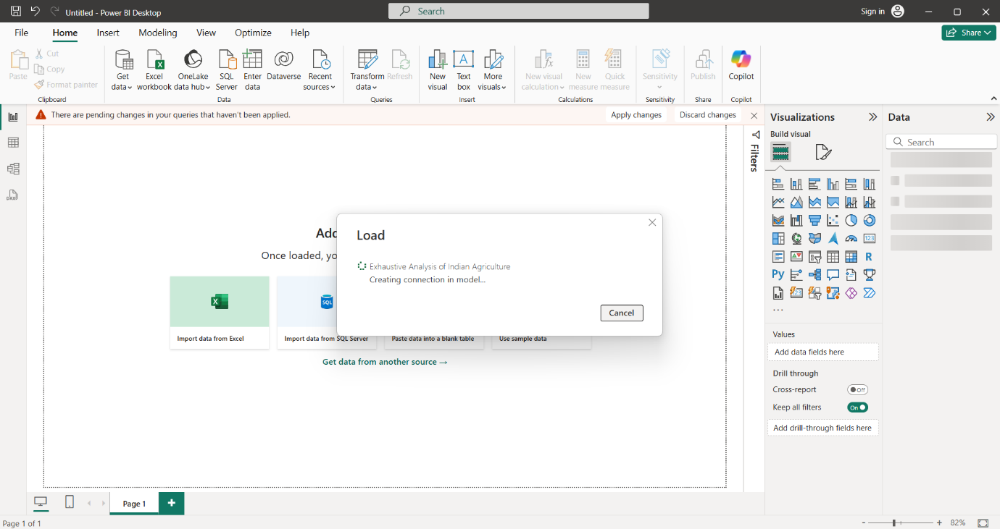 Untitled - Power BI Desktop
Search
Sign in
File Home Insert Modeling View Optimize Help
Share
Paste
Cut
Copy
Format painter
Clipboard
Get data
Excel workbook
OneLake data hub
SQL Server
Enter data
Dataverse
Recent sources
Data
Transform data
Refresh
Queries
New visual
Text box
More visuals
Insert
New visual calculation
New measure
Quick measure
Calculations
Sensitivity
Sensitivity
Publish
Share
Copilot
Copilot
There are pending changes in your queries that haven't been applied.
Apply changes
Discard changes
Filters
Visualizations
Build visual
123
R
Py
123
...
Values
Add data fields here
Drill through
Cross-report
Off
Keep all filters
On
Add drill-through fields here
Data
Search
DAX
Add
Once loaded, yo
X
SQL
Load
Exhaustive Analysis of Indian Agriculture
Creating connection in model...
Cancel
Import data from Excel
Import data from SQL Server
Paste data into a blank table
Use sample data
Get data from another source →
Page 1
+
Page 1 of 1
- + 82%